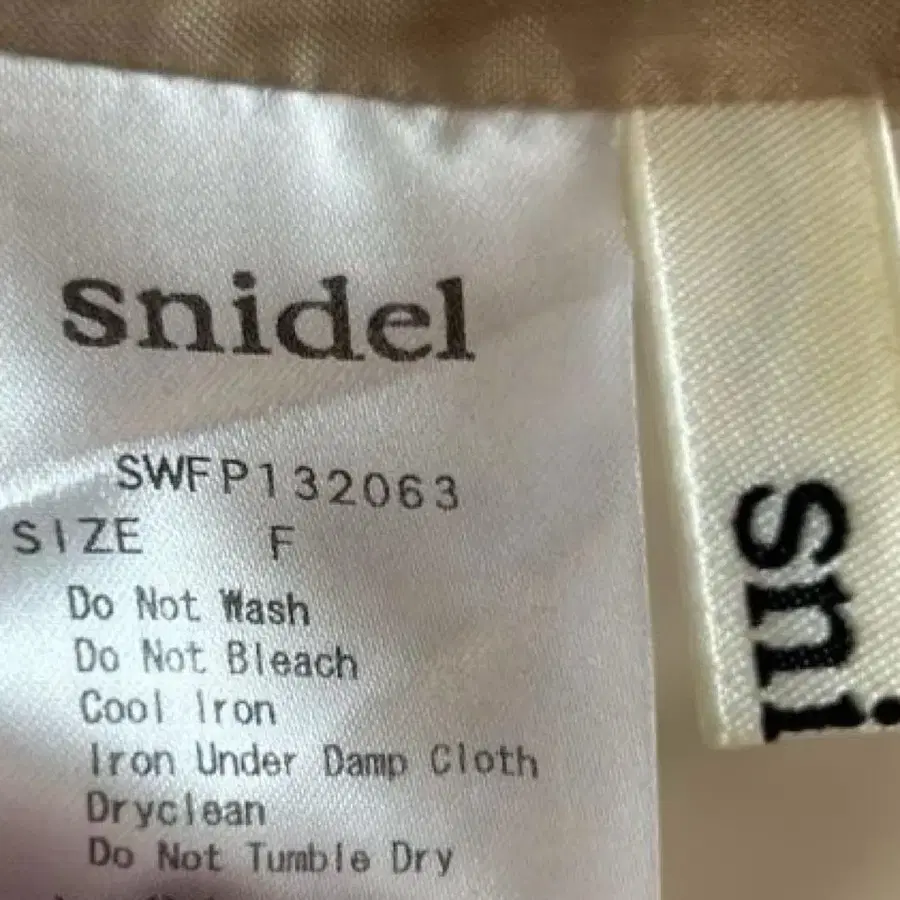 snidel
SWFP132063
SIZE F
Do Not Wash
Do Not Bleach
Cool Iron
Iron Under Damp Cloth
Dryclean
Do Not Tumble Dry
sni